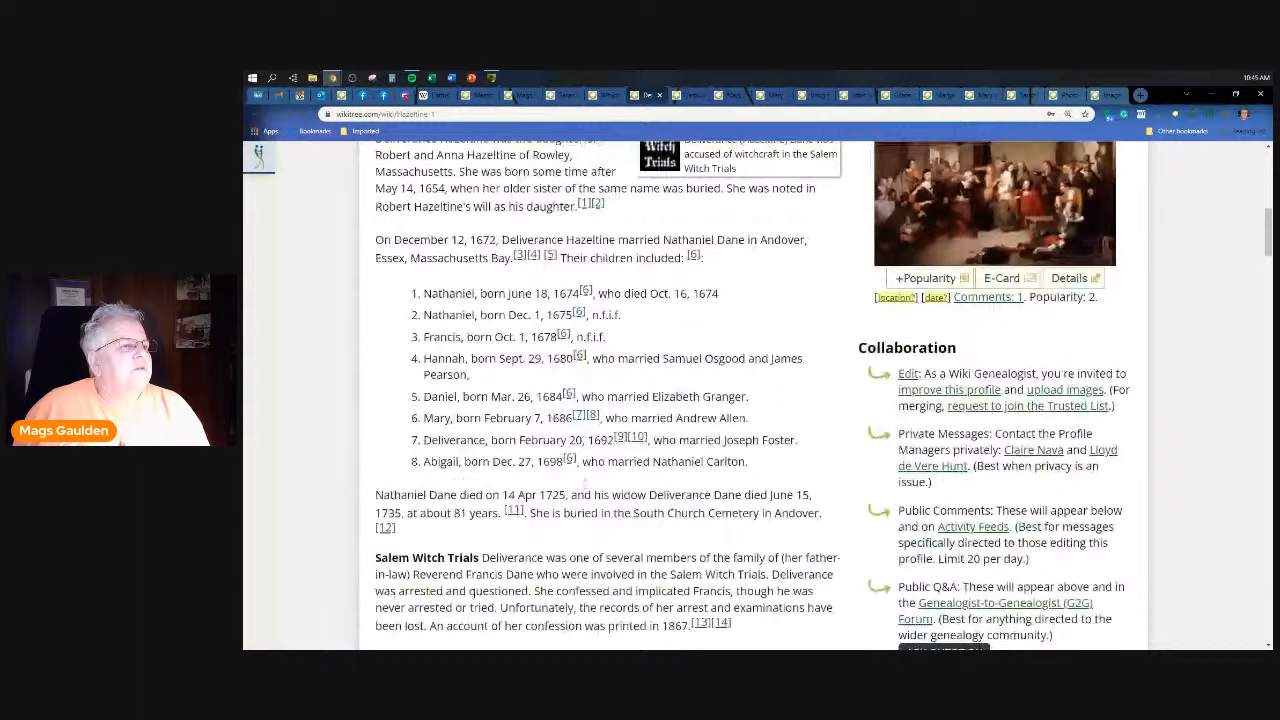 10:45 AM
wikitree.com/wiki/Hazeltine-1
Apps Bookmarks Imported
Other bookmarks
Reading list
Robert and Anna Hazeltine of Rowley,
Massachusetts. She was born some time after
May 14, 1654, when her older sister of the same name was buried. She was noted in
Robert Hazeltine's will as his daughter.[1][2]
Witch
Trials
accused of witchcraft in the Salem
Witch Trials
On December 12, 1672, Deliverance Hazeltine married Nathaniel Dane in Andover,
Essex, Massachusetts Bay.[3][4] [5] Their children included: [6]:
1. Nathaniel, born June 18, 1674[6], who died Oct. 16, 1674
2. Nathaniel, born Dec. 1, 1675[6], n.f.i.f.
3. Francis, born Oct. 1, 1678[6], n.f.i.f.
4. Hannah, born Sept. 29, 1680[6], who married Samuel Osgood and James
Pearson,
5. Daniel, born Mar. 26, 1684[6], who married Elizabeth Granger.
6. Mary, born February 7, 1686[7][8], who married Andrew Allen.
7. Deliverance, born February 20, 1692[9][10], who married Joseph Foster.
8. Abigail, born Dec. 27, 1698[6], who married Nathaniel Carlton.
Nathaniel Dane died on 14 Apr 1725, and his widow Deliverance Dane died June 15,
1735, at about 81 years. [11]. She is buried in the South Church Cemetery in Andover.
[12]
Salem Witch Trials Deliverance was one of several members of the family of (her father-
in-law) Reverend Francis Dane who were involved in the Salem Witch Trials. Deliverance
was arrested and questioned. She confessed and implicated Francis, though he was
never arrested or tried. Unfortunately, the records of her arrest and examinations have
been lost. An account of her confession was printed in 1867.[13][14]
+Popularity E-Card Details
[location?] [date?] Comments: 1. Popularity: 2.
Collaboration
Edit: As a Wiki Genealogist, you're invited to
improve this profile and upload images. (For
merging, request to join the Trusted List.)
Private Messages: Contact the Profile
Managers privately: Claire Nava and Lloyd
de Vere Hunt. (Best when privacy is an
issue.)
Public Comments: These will appear below
and on Activity Feeds. (Best for messages
specifically directed to those editing this
profile. Limit 20 per day.)
Public Q&A: These will appear above and in
the Genealogist-to-Genealogist (G2G)
Forum. (Best for anything directed to the
wider genealogy community.)
Mags Gaulden